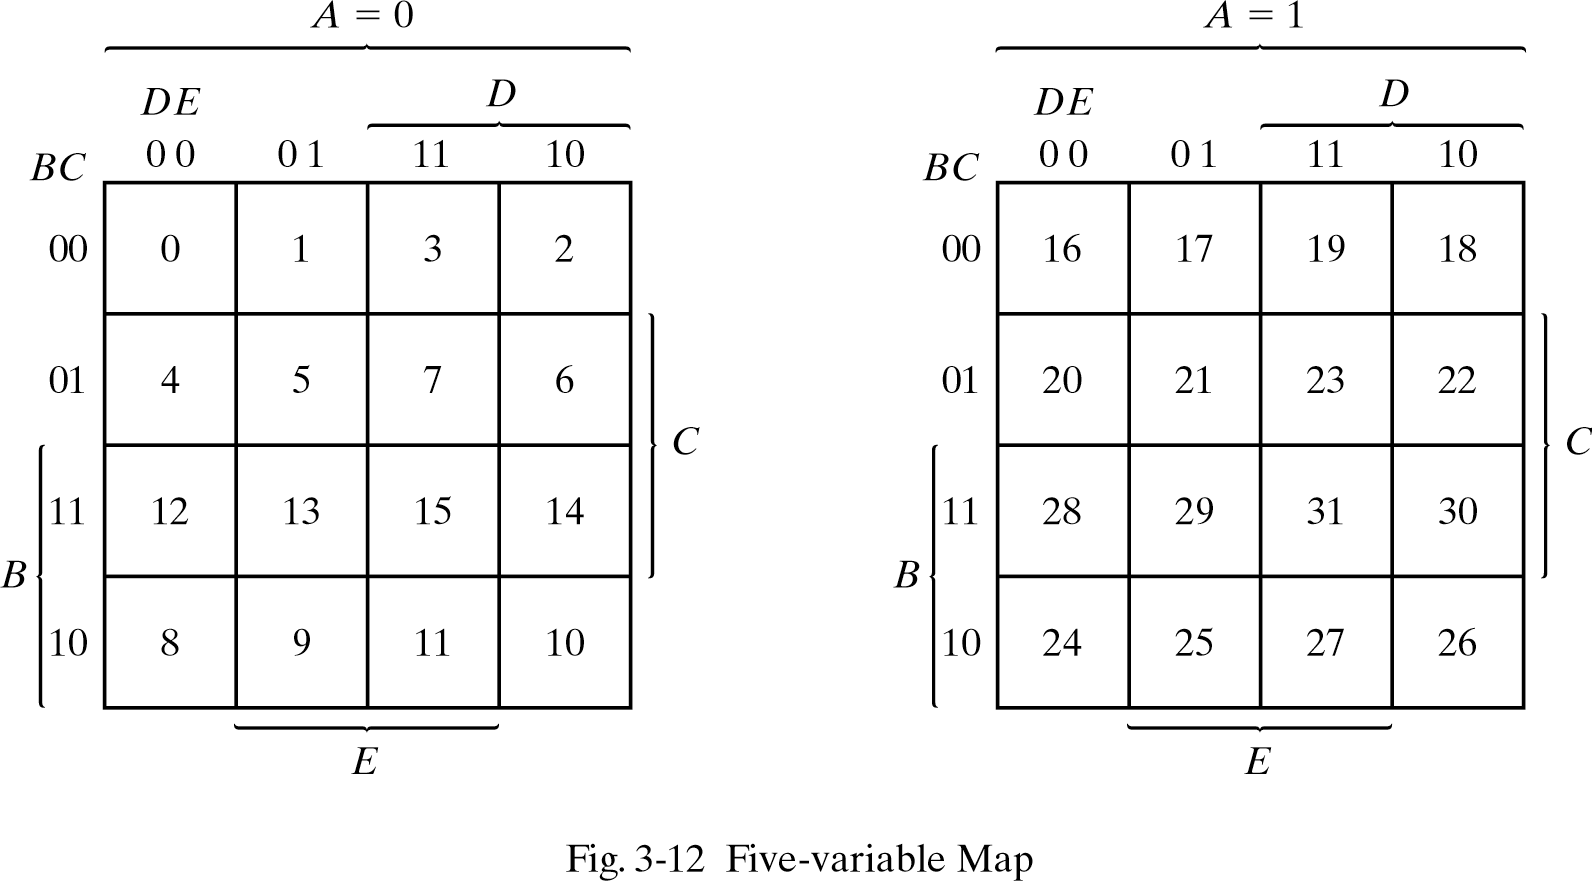 A = 0 A = 1
DE D DE D
BC 0 0 0 1 11 10 BC 0 0 0 1 11 10
00 0 1 3 2 00 16 17 19 18
01 4 5 7 6 01 20 21 23 22
C C
11 12 13 15 14 11 28 29 31 30
B B
10 8 9 11 10 10 24 25 27 26
E E
Fig. 3-12 Five-variable Map